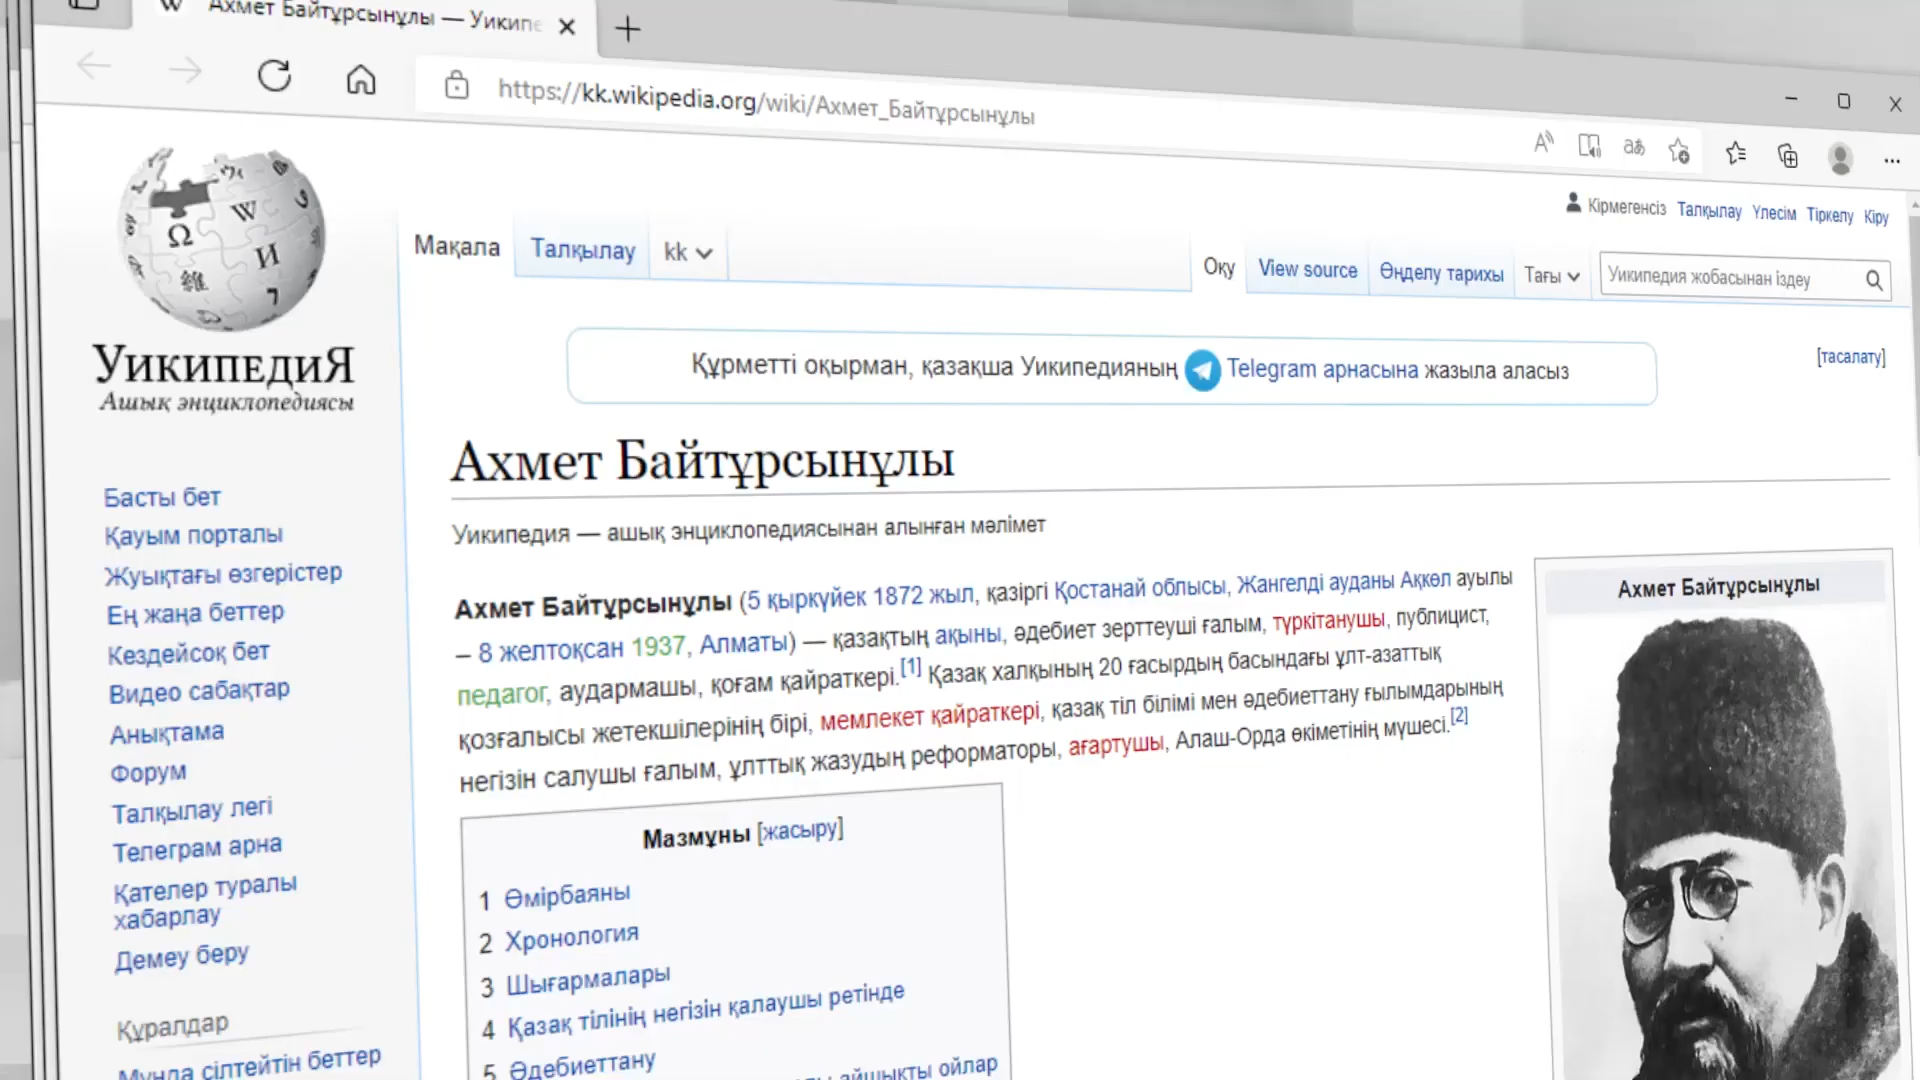 Ахмет Байтұрсынұлы — Уикипе
https://kk.wikipedia.org/wiki/Ахмет_Байтұрсынұлы
Кірмегенсіз Талқылау Үлесім Тіркелу Кіру
Мақала Талқылау kk Оқу View source Өңделу тарихы Тағы Уикипедия жобасынан іздеу
УикипедиЯ
Ашық энциклопедиясы
Құрметті оқырман, қазақша Уикипедияның Telegram арнасына жазыла аласыз
[тасалату]
Ахмет Байтұрсынұлы
Уикипедия — ашық энциклопедиясынан алынған мәлімет
Ахмет Байтұрсынұлы (5 қыркүйек 1872 жыл, қазіргі Қостанай облысы, Жангелді ауданы Ақкөл ауылы
– 8 желтоқсан 1937, Алматы) — қазақтың ақыны, әдебиет зерттеуші ғалым, түркітанушы, публицист,
педагог, аудармашы, қоғам қайраткері.[1] Қазақ халқының 20 ғасырдың басындағы ұлт-азаттық
қозғалысы жетекшілерінің бірі, мемлекет қайраткері, қазақ тіл білімі мен әдебиеттану ғылымдарының
негізін салушы ғалым, ұлттық жазудың реформаторы, ағартушы, Алаш-Орда өкіметінің мүшесі.[2]
Ахмет Байтұрсынұлы
Мазмұны [жасыру]
1 Өмірбаяны
2 Хронология
3 Шығармалары
4 Қазақ тілінің негізін қалаушы ретінде
5 Әдебиеттану
айшықты ойлар
Басты бет
Қауым порталы
Жуықтағы өзгерістер
Ең жаңа беттер
Кездейсоқ бет
Видео сабақтар
Анықтама
Форум
Талқылау легі
Телеграм арна
Қателер туралы
хабарлау
Демеу беру
Құралдар
Мұнда сілтейтін беттер